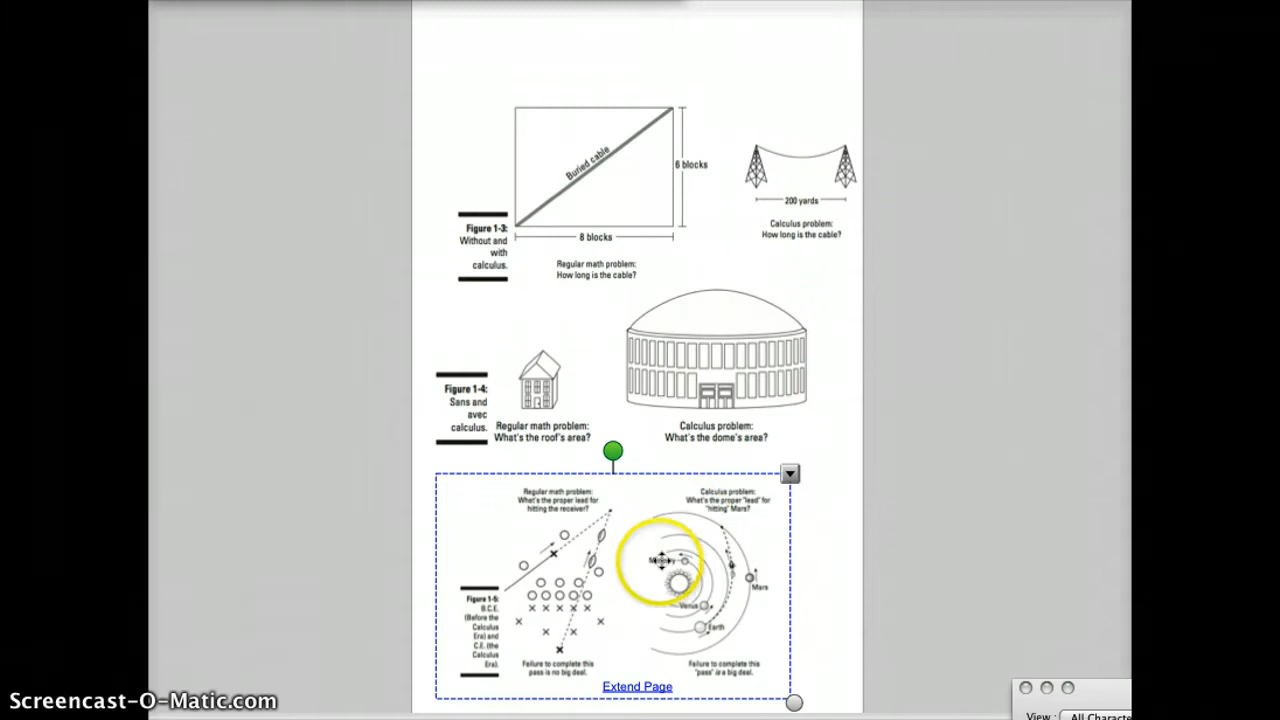 Buried cable
6 blocks
8 blocks
200 yards
Calculus problem:
How long is the cable?
Figure 1-3:
Without and
with
calculus.
Regular math problem:
How long is the cable?
Figure 1-4:
Sans and
avec
calculus.
Regular math problem:
What's the roof's area?
Calculus problem:
What's the dome's area?
Regular math problem:
What's the proper lead for
hitting the receiver?
Calculus problem:
What's the proper "lead" for
"hitting" Mars?
Mars
Venus
Earth
Figure 1-5:
B.C.E.
(Before the
Calculus
Era) and
C.E. (the
Calculus
Era).
Failure to complete this
pass is no big deal.
Failure to complete this
"pass" is a big deal.
Extend Page
Screencast-O-Matic.com
View :
All Characte